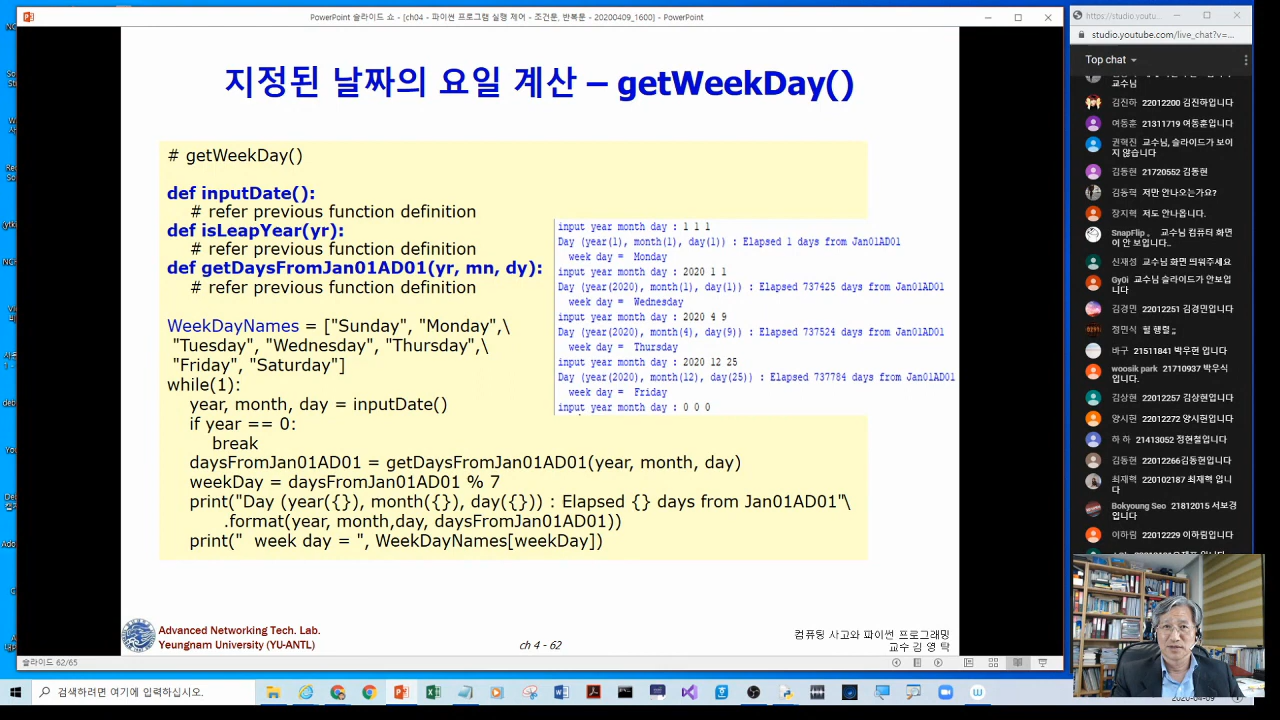 PowerPoint 슬라이드 쇼 - [ch04 - 파이썬 프로그램 실행 제어 - 조건문, 반복문 - 20200409_1600] - PowerPoint
지정된 날짜의 요일 계산 – getWeekDay()
# getWeekDay()
def inputDate():
# refer previous function definition
def isLeapYear(yr):
# refer previous function definition
def getDaysFromJan01AD01(yr, mn, dy):
# refer previous function definition
WeekDayNames = ["Sunday", "Monday",\
"Tuesday", "Wednesday", "Thursday",\
"Friday", "Saturday"]
while(1):
year, month, day = inputDate()
if year == 0:
break
daysFromJan01AD01 = getDaysFromJan01AD01(year, month, day)
weekDay = daysFromJan01AD01 % 7
print("Day (year({}), month({}), day({})) : Elapsed {} days from Jan01AD01"\
.format(year, month,day, daysFromJan01AD01))
print("  week day = ", WeekDayNames[weekDay])
input year month day : 1 1 1
Day (year(1), month(1), day(1)) : Elapsed 1 days from Jan01AD01
week day =  Monday
input year month day : 2020 1 1
Day (year(2020), month(1), day(1)) : Elapsed 737425 days from Jan01AD01
week day =  Wednesday
input year month day : 2020 4 9
Day (year(2020), month(4), day(9)) : Elapsed 737524 days from Jan01AD01
week day =  Thursday
input year month day : 2020 12 25
Day (year(2020), month(12), day(25)) : Elapsed 737784 days from Jan01AD01
week day =  Friday
input year month day : 0 0 0
Advanced Networking Tech. Lab.
Yeungnam University (YU-ANTL)
ch 4 - 62
컴퓨팅 사고와 파이썬 프로그래밍
교수 김 영 탁
슬라이드 62/65
검색하려면 여기에 입력하십시오.
https://studio.youtu...
studio.youtube.com/live_chat?v=...
Top chat
교수님
김진하 22012200 김진하입니다
여동훈 21311719 여동훈입니다
권혁진 교수님, 슬라이드가 보이
지 않습니다
김동현 21720552 김동현
김동혁 저만 안나오는가요?
장지혁 저도 안나옵니다.
SnapFlip 。 교수님 컴퓨터 화면
이 안 보입니다..
신재성 교수님 화면 띄워주세요
GyOi 교수님 슬라이드가 안보입
니다
김경민 22012251 김경민입니다
정민식 헐 행렬;;
바구 21511841 박우현 입니다
woosik park 21710937 박우식
입니다.
김상현 22012257 김상현입니다
양시현 22012272 양시현입니다
하 하 21413052 정현철입니다
김동현 22012266김동현입니다
최재혁 220102187 최재혁 입니
다
Bokyoung Seo 21812015 서보경
입니다
이하림 22012229 이하림입니다
2020-04-09